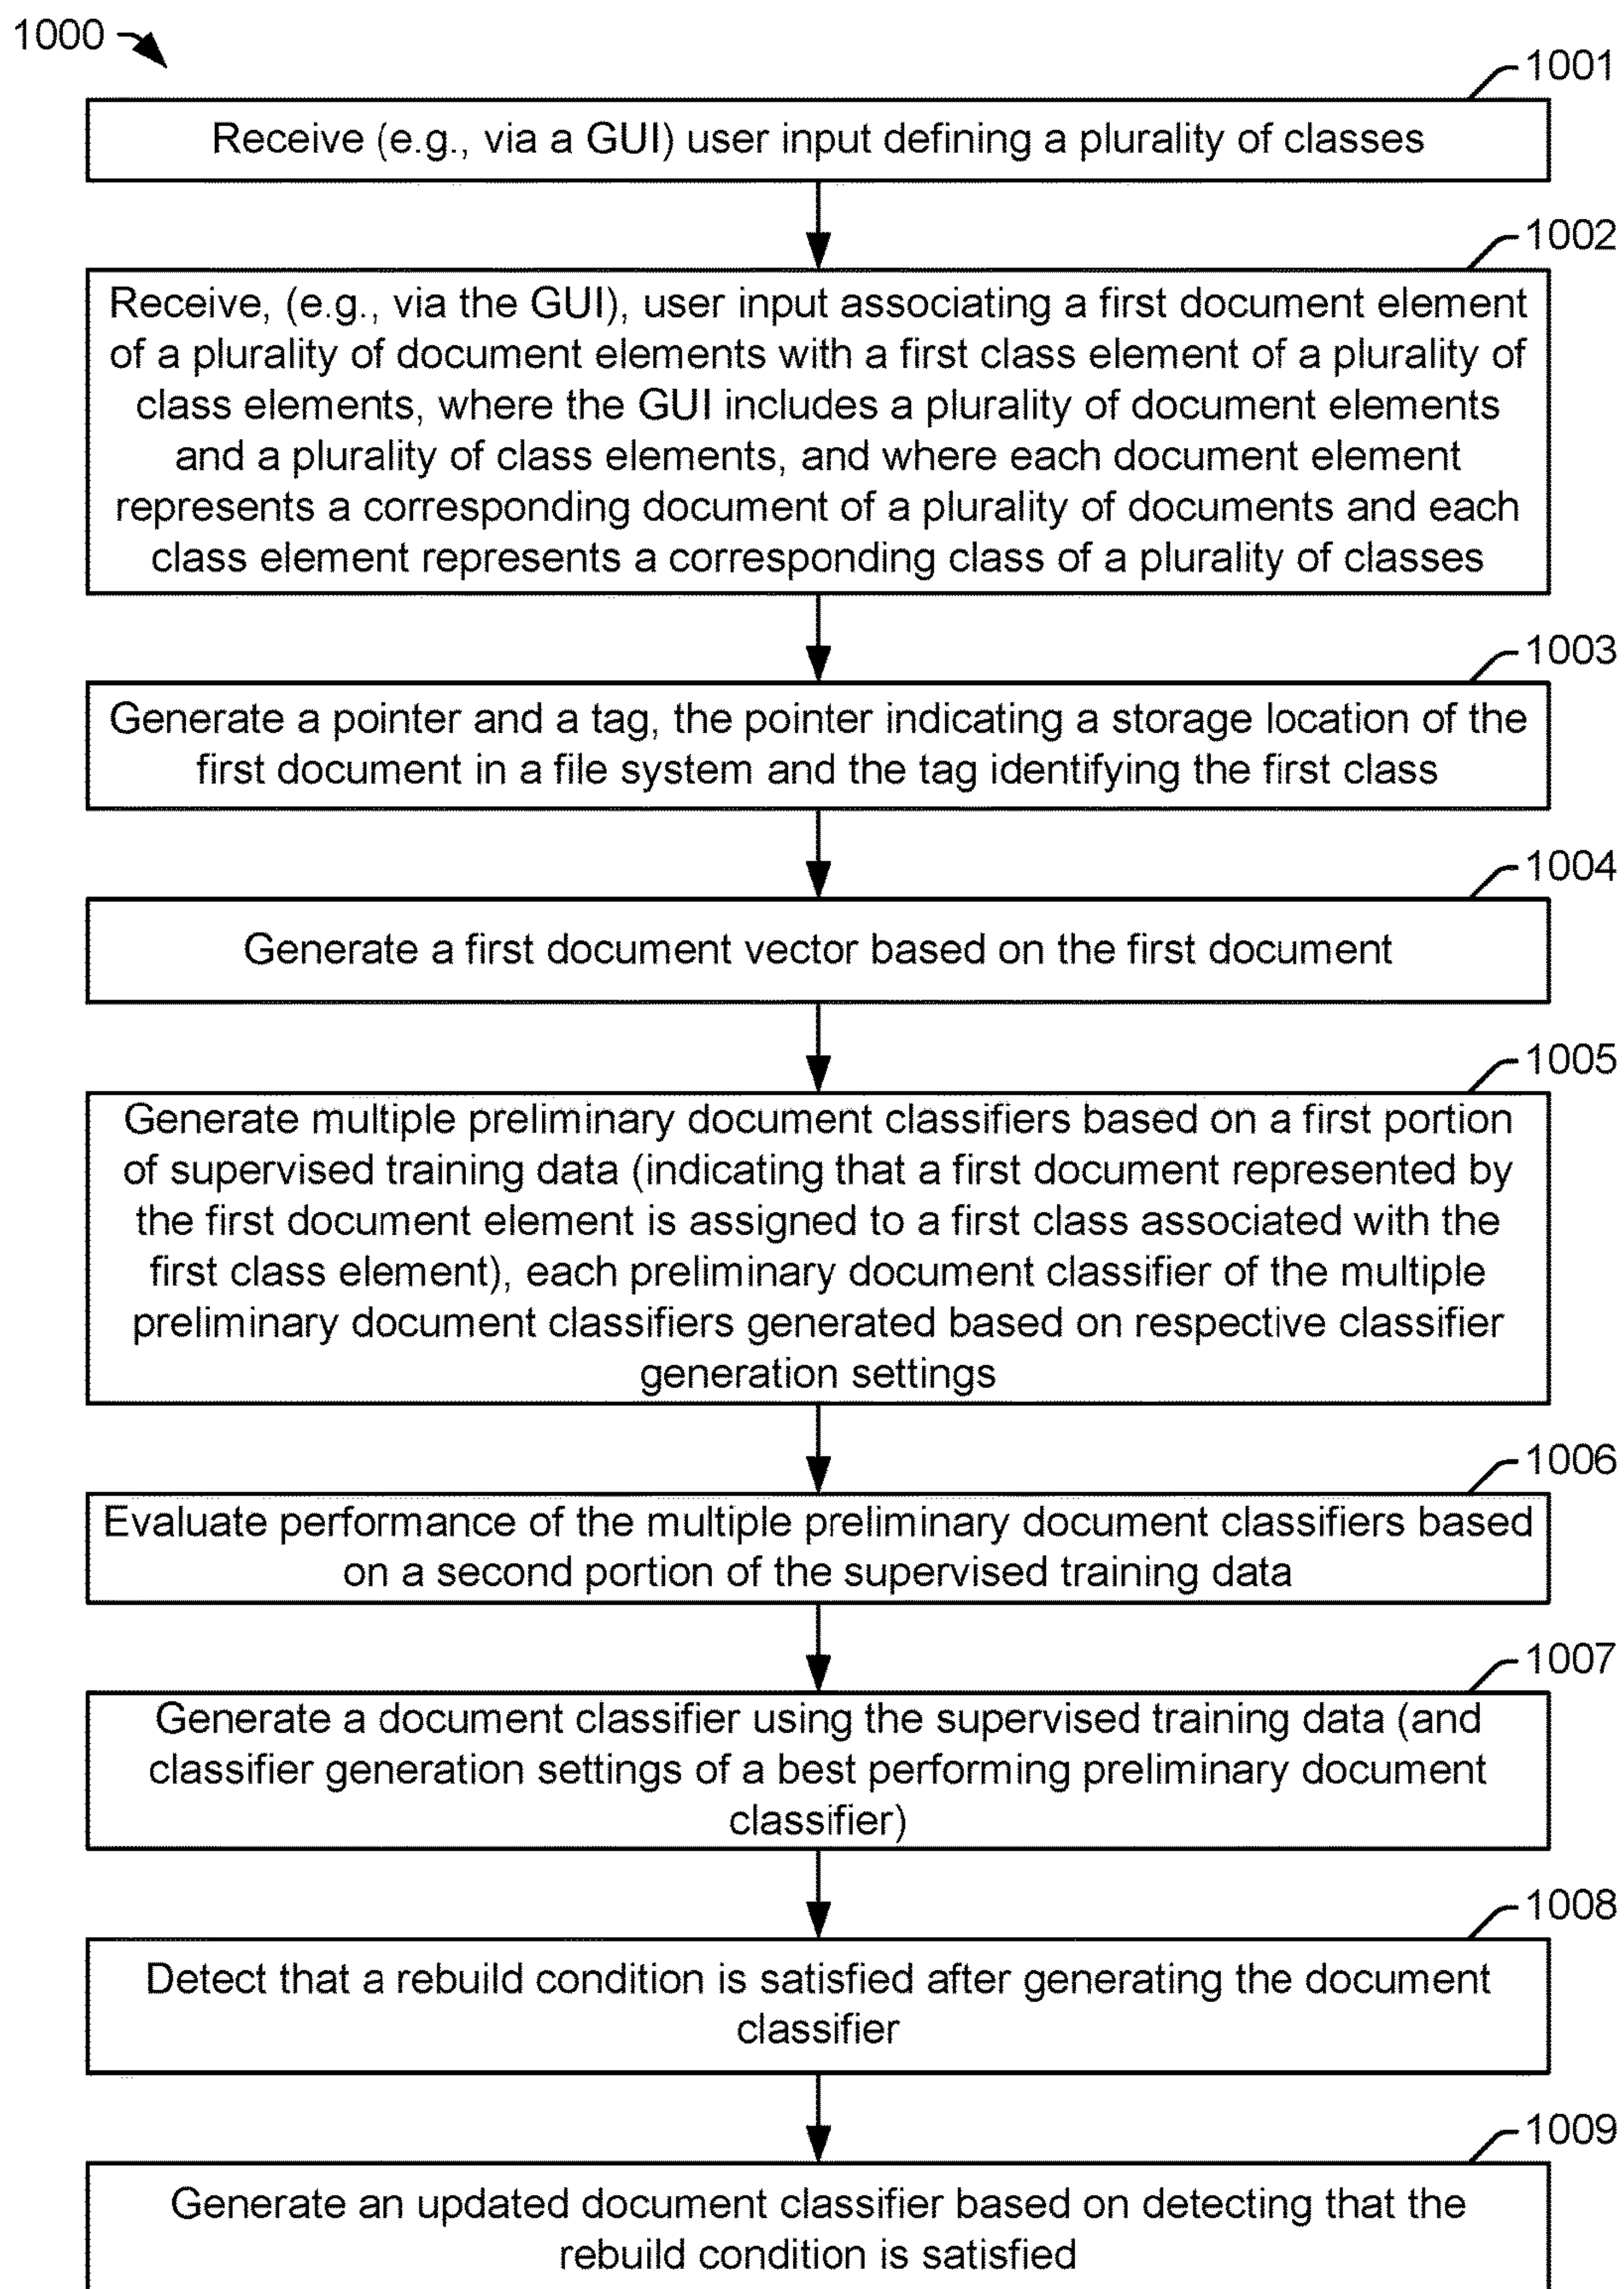 1000
1001
Receive (e.g., via a GUI) user input defining a plurality of classes
1002
Receive, (e.g., via the GUI), user input associating a first document element
of a plurality of document elements with a first class element of a plurality of
class elements, where the GUI includes a plurality of document elements
and a plurality of class elements, and where each document element
represents a corresponding document of a plurality of documents and each
class element represents a corresponding class of a plurality of classes
1003
Generate a pointer and a tag, the pointer indicating a storage location of the
first document in a file system and the tag identifying the first class
1004
Generate a first document vector based on the first document
1005
Generate multiple preliminary document classifiers based on a first portion
of supervised training data (indicating that a first document represented by
the first document element is assigned to a first class associated with the
first class element), each preliminary document classifier of the multiple
preliminary document classifiers generated based on respective classifier
generation settings
1006
Evaluate performance of the multiple preliminary document classifiers based
on a second portion of the supervised training data
1007
Generate a document classifier using the supervised training data (and
classifier generation settings of a best performing preliminary document
classifier)
1008
Detect that a rebuild condition is satisfied after generating the document
classifier
1009
Generate an updated document classifier based on detecting that the
rebuild condition is satisfied